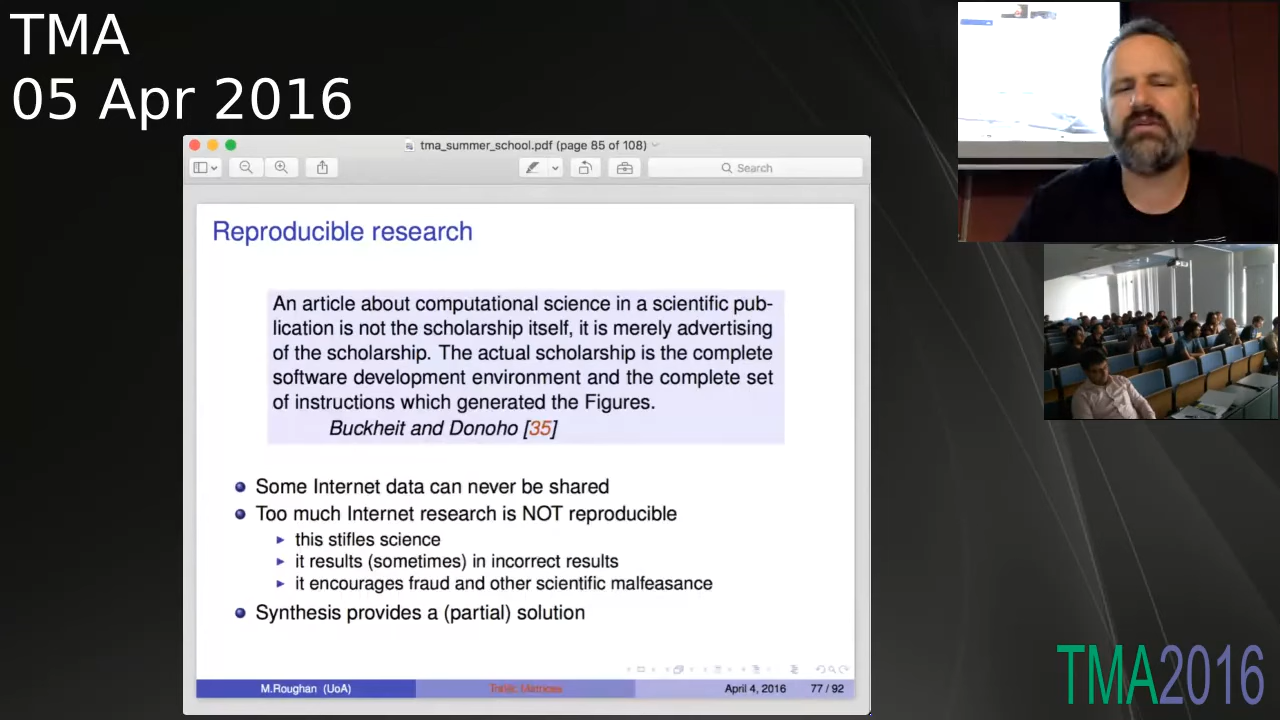 TMA
05 Apr 2016
tma_summer_school.pdf (page 85 of 108)
Search
Reproducible research
An article about computational science in a scientific pub-
lication is not the scholarship itself, it is merely advertising
of the scholarship. The actual scholarship is the complete
software development environment and the complete set
of instructions which generated the Figures.
Buckheit and Donoho [35]
Some Internet data can never be shared
Too much Internet research is NOT reproducible
this stifles science
it results (sometimes) in incorrect results
it encourages fraud and other scientific malfeasance
Synthesis provides a (partial) solution
M.Roughan (UoA)
Traffic Matrices
April 4, 2016
77 / 92
TMA2016